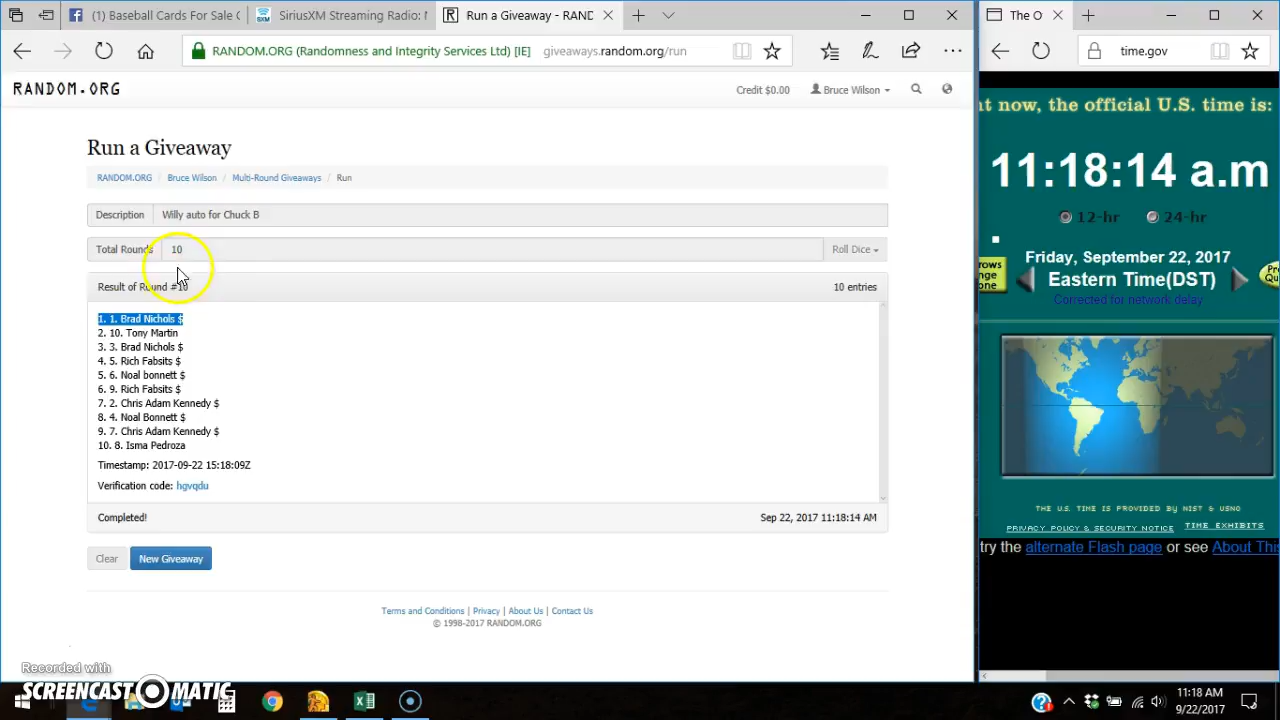 (1) Baseball Cards For Sale
SiriusXM Streaming Radio:
Run a Giveaway - RAND
The O
RANDOM.ORG (Randomness and Integrity Services Ltd) [IE] giveaways.random.org/run
time.gov
RANDOM.ORG
Credit $0.00
Bruce Wilson
Run a Giveaway
RANDOM.ORG / Bruce Wilson / Multi-Round Giveaways / Run
Description Willy auto for Chuck B
Total Rounds 10
Roll Dice
Result of Round #10
10 entries
1. 1. Brad Nichols $
2. 10. Tony Martin
3. 3. Brad Nichols $
4. 5. Rich Fabsits $
5. 6. Noal bonnett $
6. 9. Rich Fabsits $
7. 2. Chris Adam Kennedy $
8. 4. Noal Bonnett $
9. 7. Chris Adam Kennedy $
10. 8. Isma Pedroza
Timestamp: 2017-09-22 15:18:09Z
Verification code: hgvqdu
Completed!
Sep 22, 2017 11:18:14 AM
Clear
New Giveaway
Terms and Conditions | Privacy | About Us | Contact Us
© 1998-2017 RANDOM.ORG
ht now, the official U.S. time is:
11:18:14 a.m
12-hr
24-hr
Friday, September 22, 2017
Eastern Time(DST)
Corrected for network delay
THE U.S. TIME IS PROVIDED BY NIST & USNO
PRIVACY POLICY & SECURITY NOTICE
TIME EXHIBITS
try the alternate Flash page or see About This
Recorded with
SCREENCAST MATIC
11:18 AM
9/22/2017